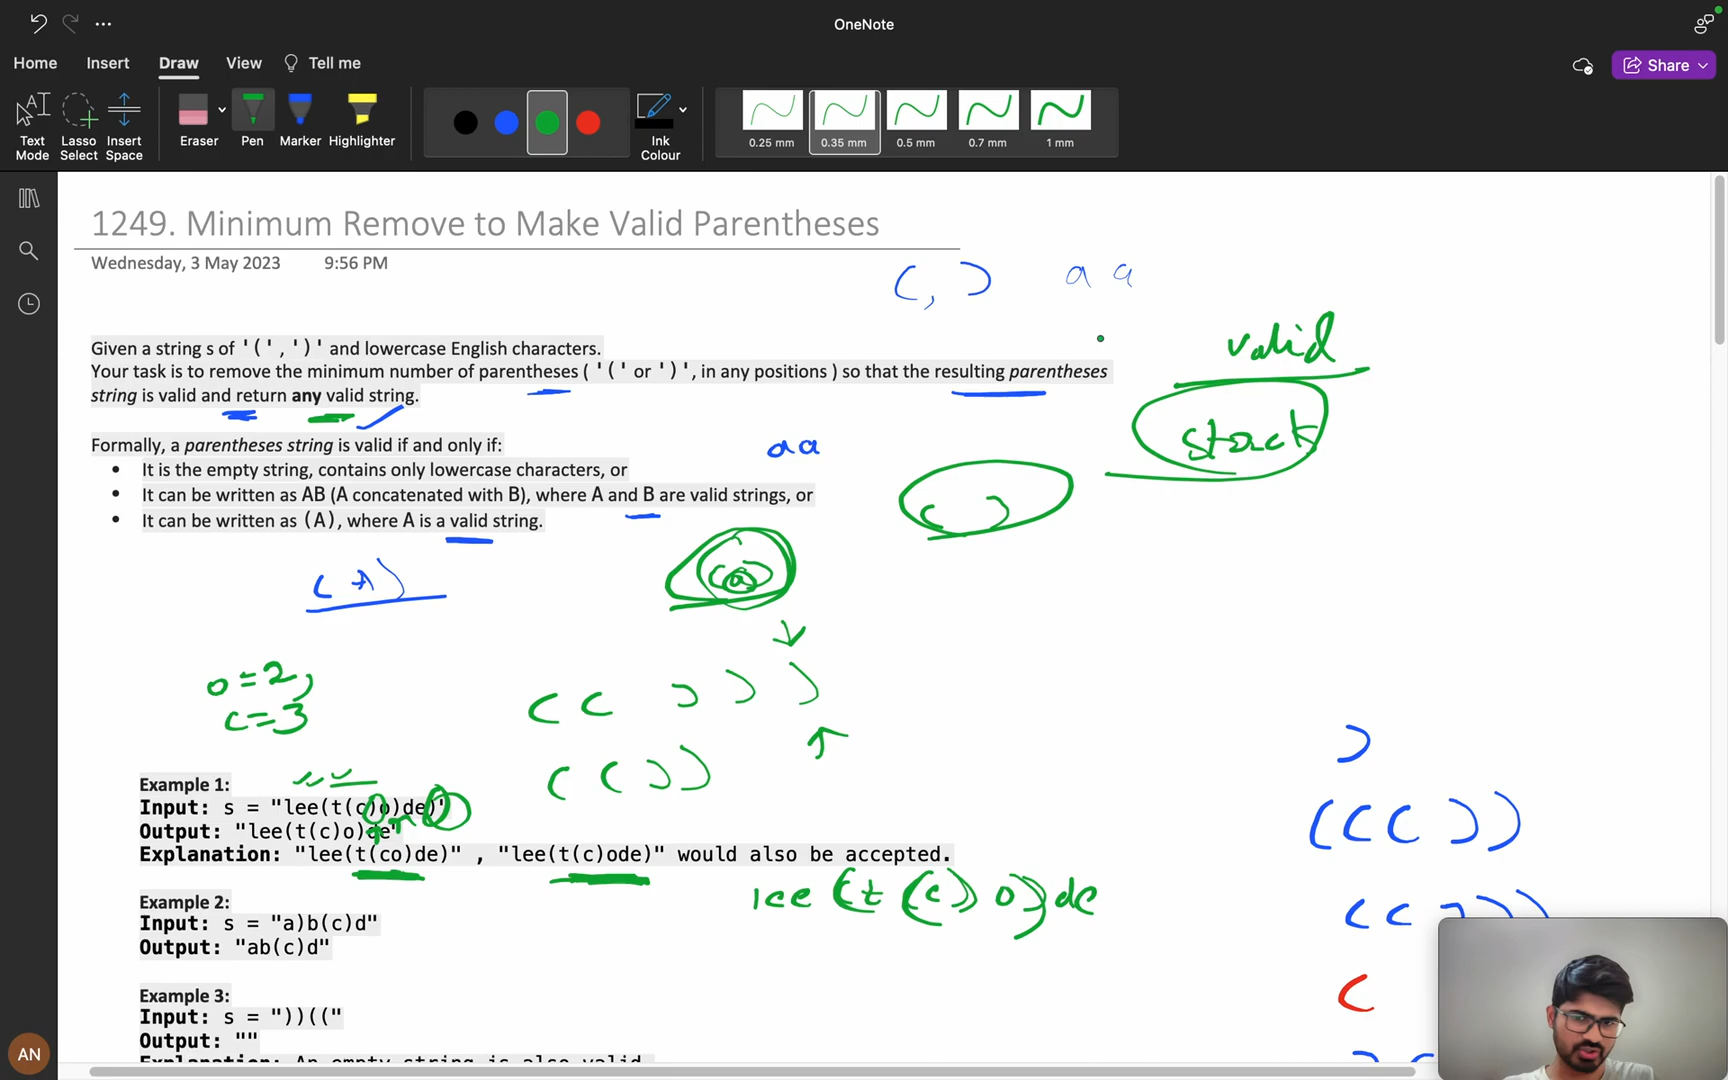 OneNote
Home Insert Draw View Tell me
Share
Text Mode
Lasso Select
Insert Space
Eraser
Pen
Marker
Highlighter
Ink Colour
0.25 mm
0.35 mm
0.5 mm
0.7 mm
1 mm
1249. Minimum Remove to Make Valid Parentheses
Wednesday, 3 May 2023 9:56 PM
( , ) a a
valid
stack
Given a string s of '(' , ')' and lowercase English characters.
Your task is to remove the minimum number of parentheses ( '(' or ')', in any positions ) so that the resulting parentheses
string is valid and return any valid string.
Formally, a parentheses string is valid if and only if:
a a
It is the empty string, contains only lowercase characters, or
It can be written as AB (A concatenated with B), where A and B are valid strings, or
( )
It can be written as (A), where A is a valid string.
( A )
( a )
o = 2,
c = 3
( ( ) ) )
( ( ) )
)
( ( ( ) )
Example 1:
Input: s = "lee(t(c)o)de)"
Output: "lee(t(c)o)de"
Explanation: "lee(t(co)de)" , "lee(t(c)ode)" would also be accepted.
lee (t (c) o) de
( ( ) ) )
Example 2:
Input: s = "a)b(c)d"
Output: "ab(c)d"
(
Example 3:
Input: s = "))(("
Output: ""
Explanation: An empty string is also valid.
AN